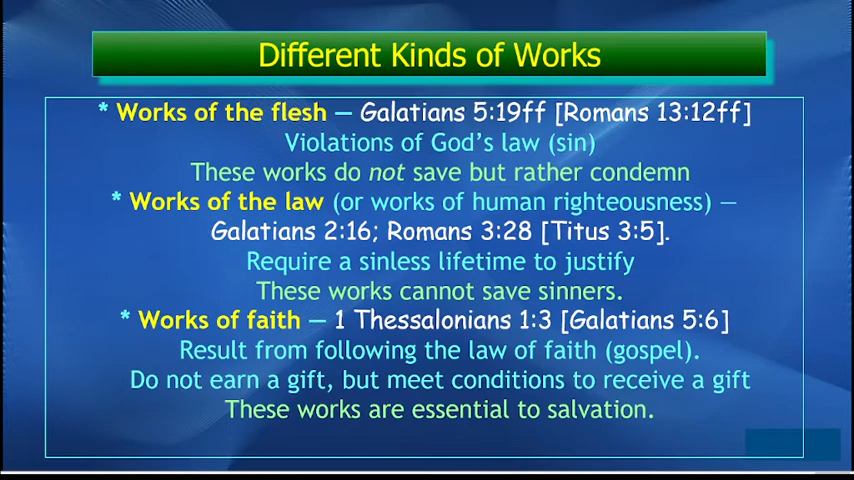 Different Kinds of Works
* Works of the flesh — Galatians 5:19ff [Romans 13:12ff]
Violations of God's law (sin)
These works do not save but rather condemn
* Works of the law (or works of human righteousness) —
Galatians 2:16; Romans 3:28 [Titus 3:5].
Require a sinless lifetime to justify
These works cannot save sinners.
* Works of faith — 1 Thessalonians 1:3 [Galatians 5:6]
Result from following the law of faith (gospel).
Do not earn a gift, but meet conditions to receive a gift
These works are essential to salvation.